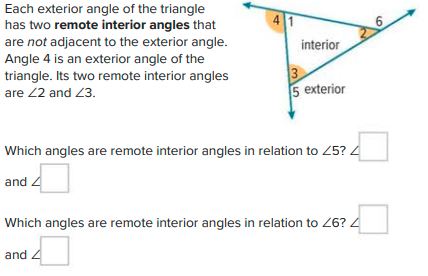 Each exterior angle of the triangle
has two remote interior angles that
are not adjacent to the exterior angle.
Angle 4 is an exterior angle of the
triangle. Its two remote interior angles
are ∠2 and ∠3.
4 1
6
2
interior
3
5 exterior
Which angles are remote interior angles in relation to ∠5? ∠
and ∠
Which angles are remote interior angles in relation to ∠6? ∠
and ∠